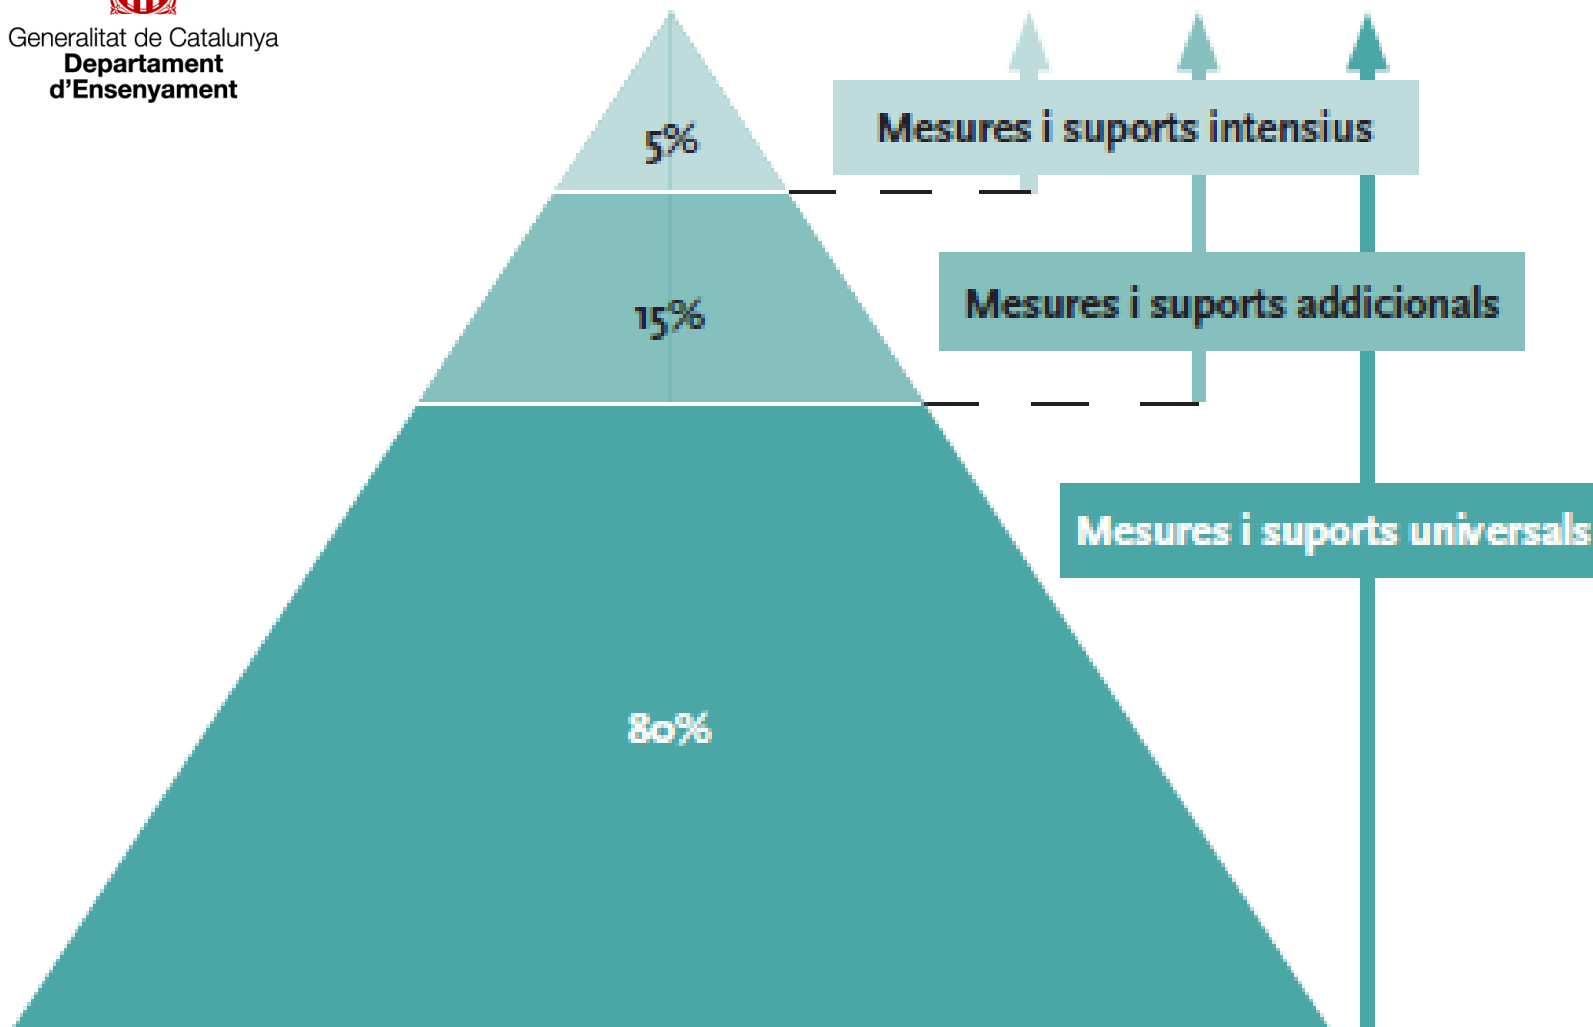 Generalitat de Catalunya
Departament
d'Ensenyament
5%
Mesures i suports intensius
15%
Mesures i suports addicionals
Mesures i suports universals
80%